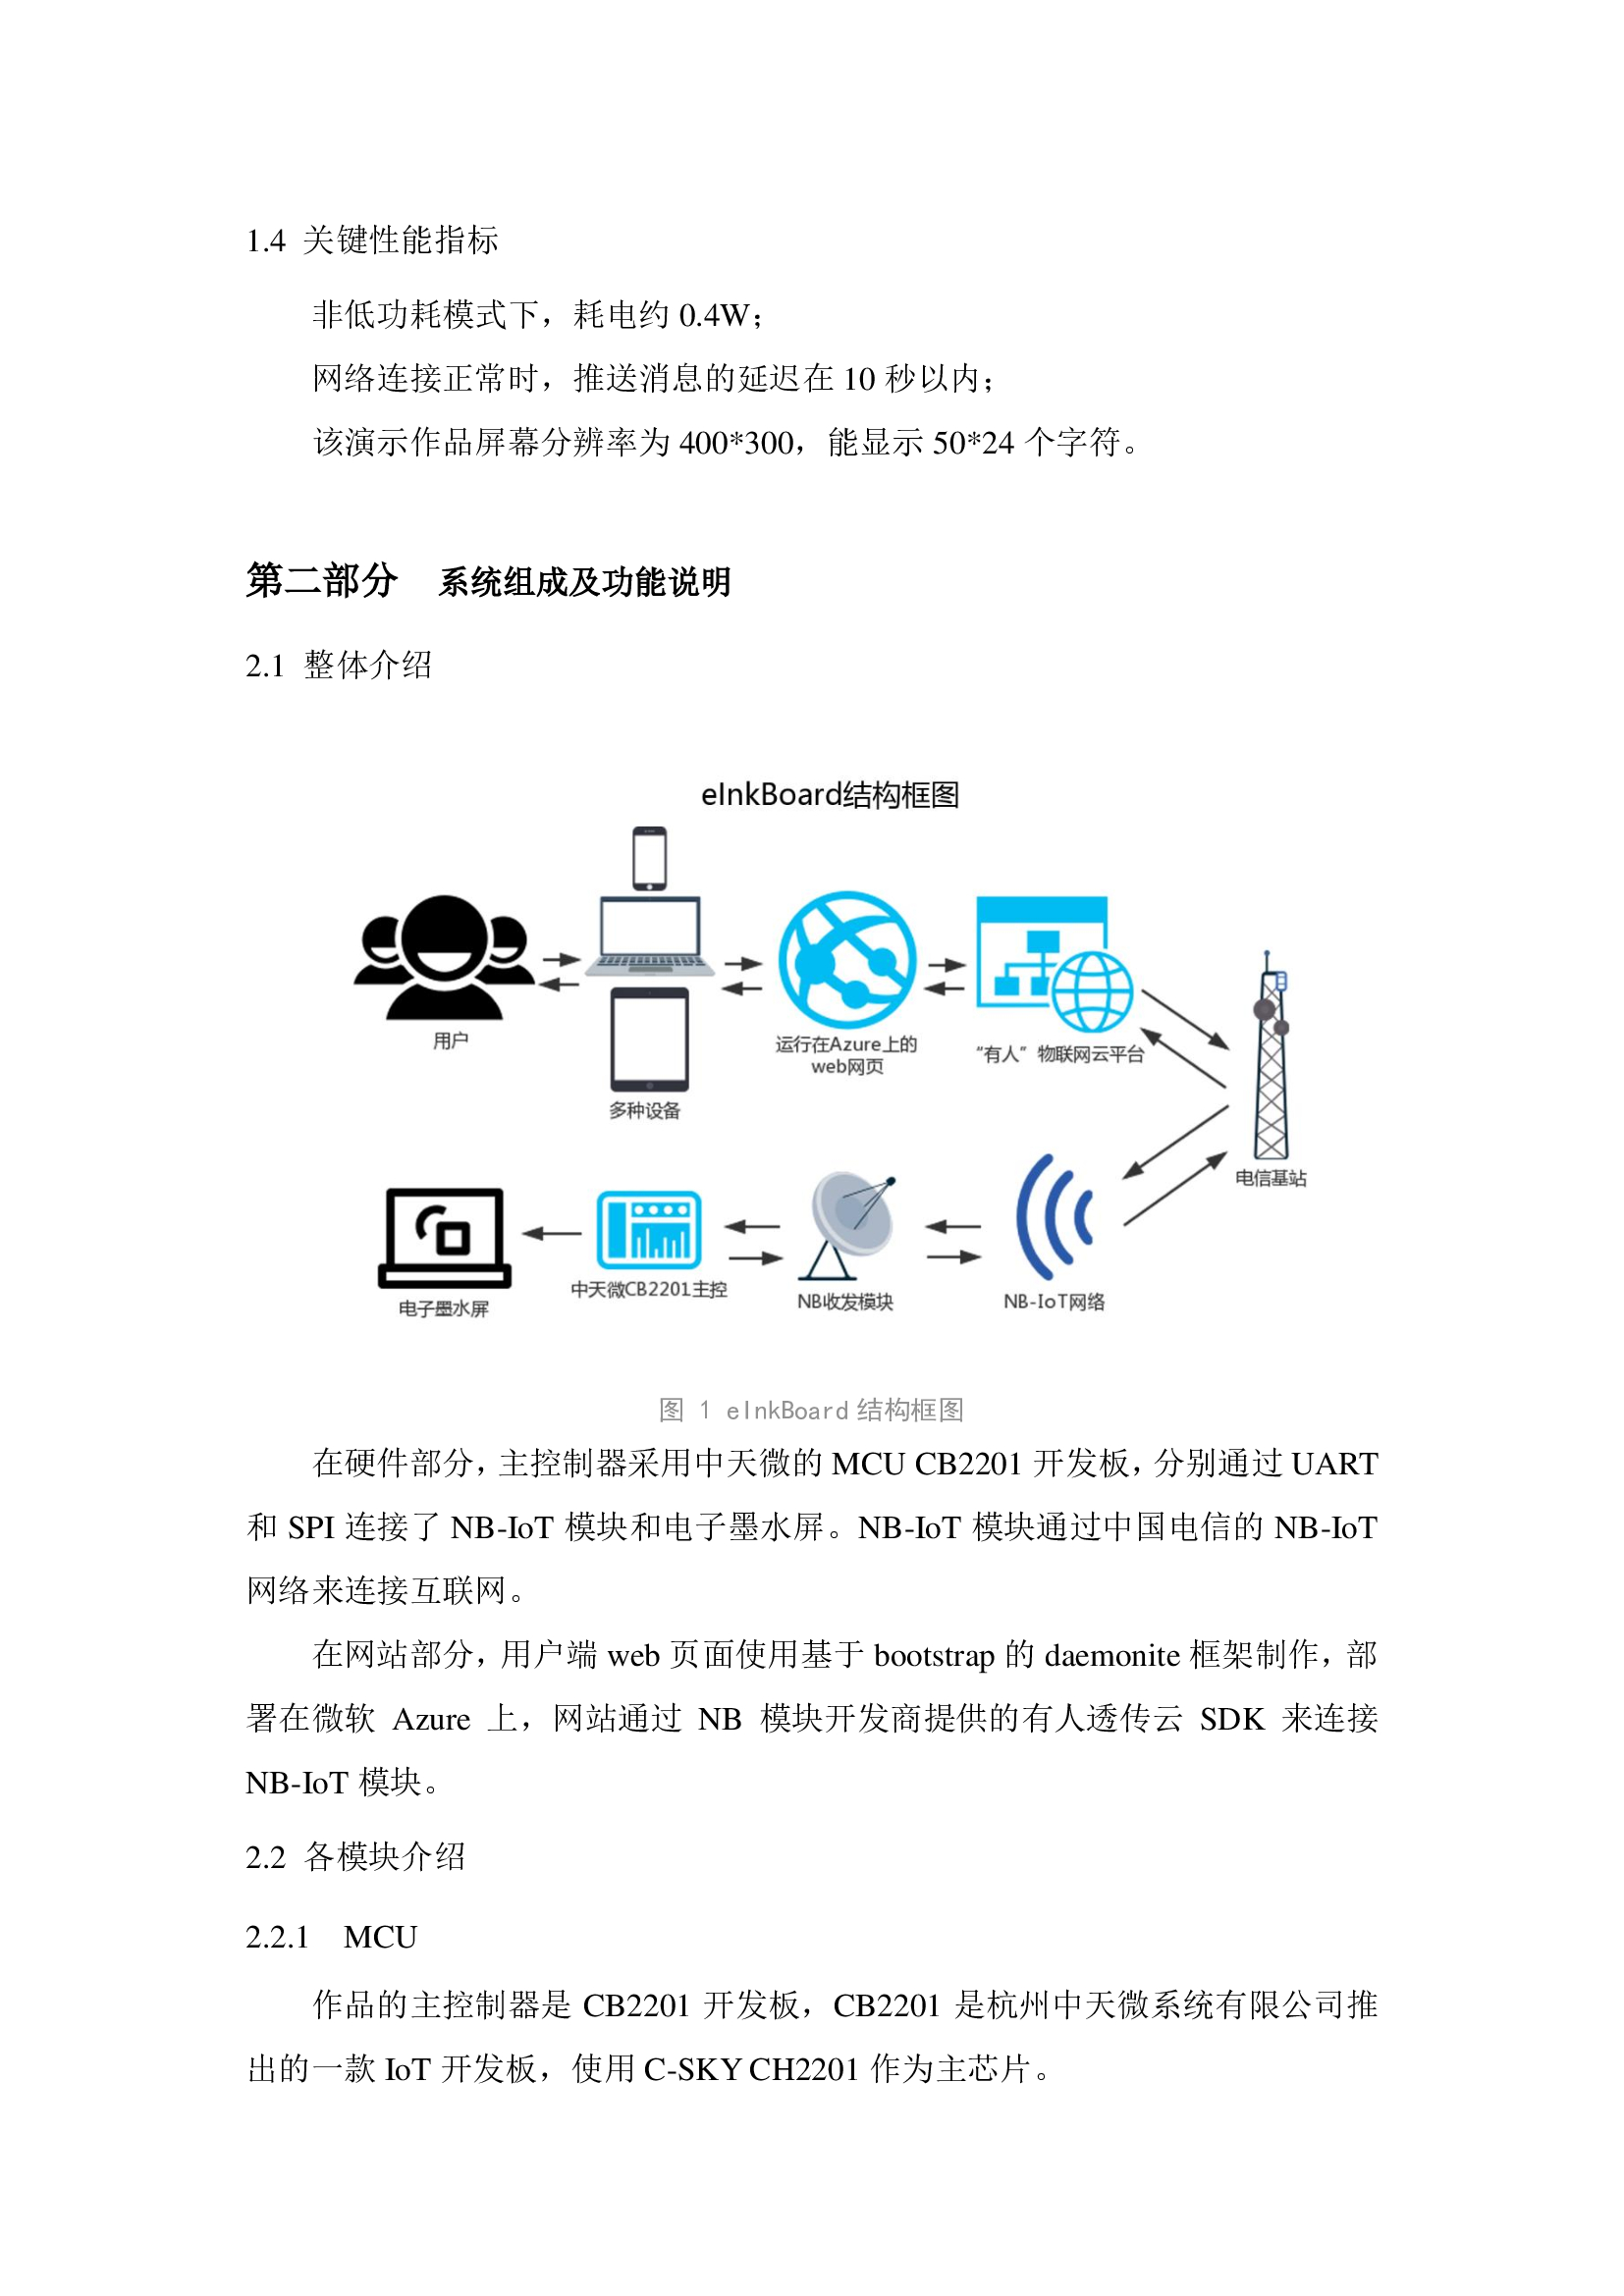 1.4 关键性能指标
非低功耗模式下，耗电约 0.4W；
网络连接正常时，推送消息的延迟在 10 秒以内；
该演示作品屏幕分辨率为 400*300，能显示 50*24 个字符。
第二部分 系统组成及功能说明
2.1 整体介绍
eInkBoard结构框图
用户
多种设备
运行在Azure上的
web网页
“有人”物联网云平台
电信基站
电子墨水屏
中天微CB2201主控
NB收发模块
NB-IoT网络
图 1 eInkBoard 结构框图
在硬件部分，主控制器采用中天微的 MCU CB2201 开发板，分别通过 UART
和 SPI 连接了 NB-IoT 模块和电子墨水屏。NB-IoT 模块通过中国电信的 NB-IoT
网络来连接互联网。
在网站部分，用户端 web 页面使用基于 bootstrap 的 daemonite 框架制作，部
署在微软 Azure 上，网站通过 NB 模块开发商提供的有人透传云 SDK 来连接
NB-IoT 模块。
2.2 各模块介绍
2.2.1 MCU
作品的主控制器是 CB2201 开发板，CB2201 是杭州中天微系统有限公司推
出的一款 IoT 开发板，使用 C-SKY CH2201 作为主芯片。